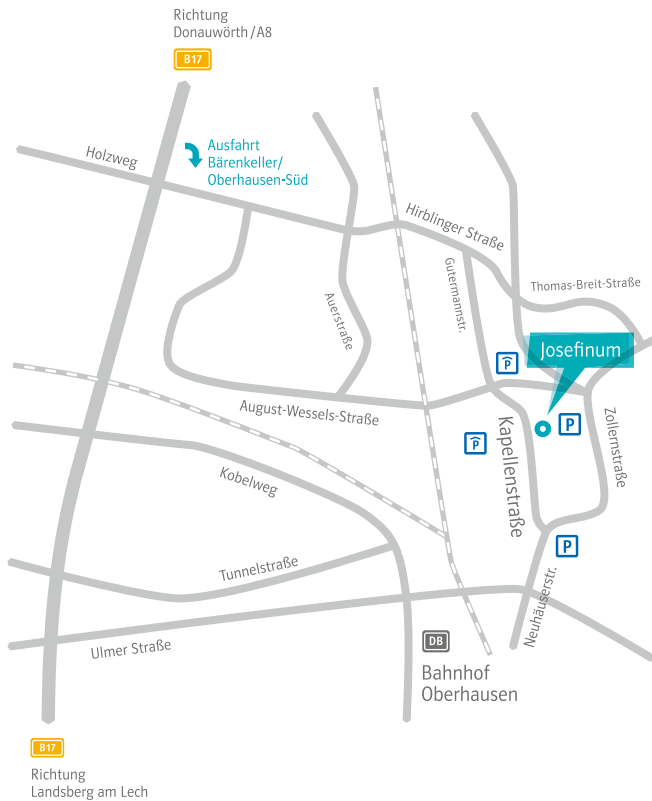 Richtung
Donauwörth/A8
B17
Ausfahrt
Bärenkeller/
Oberhausen-Süd
Holzweg
Hirblinger Straße
Gutermannstr.
Thomas-Breit-Straße
Auerstraße
Josefinum
P
August-Wessels-Straße
Kapellenstraße
P
Zollernstraße
P
Kobelweg
P
Tunnelstraße
Neuhäuserstr.
Ulmer Straße
DB
Bahnhof
Oberhausen
B17
Richtung
Landsberg am Lech